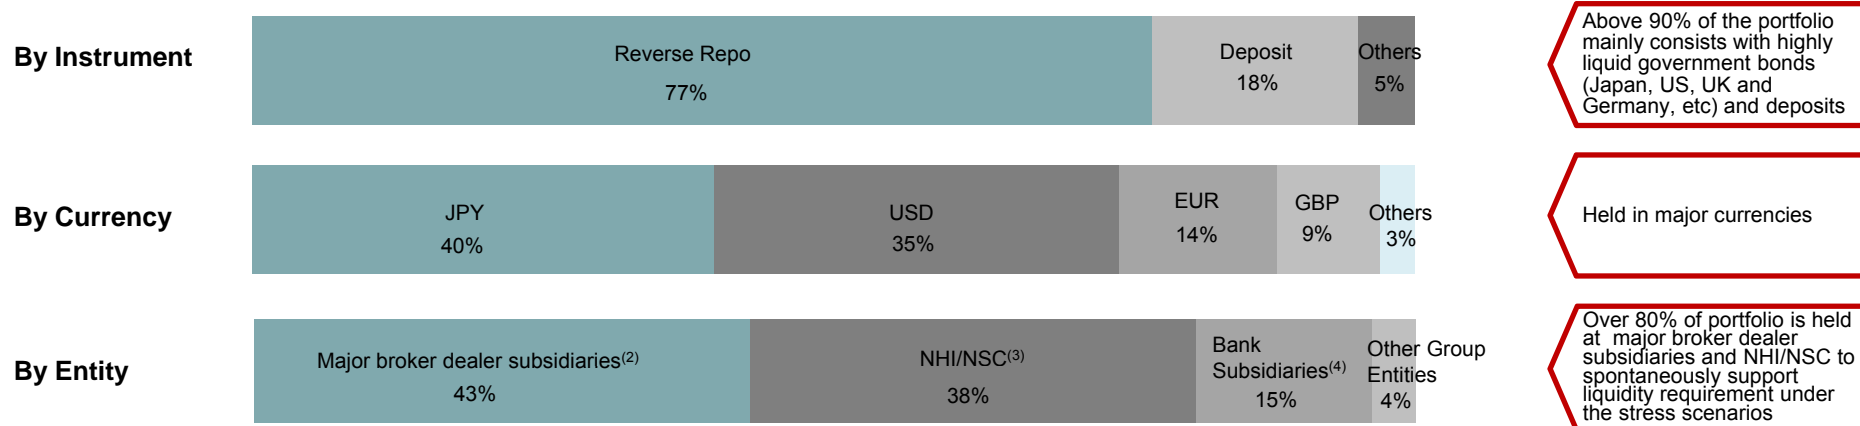 By Instrument
Reverse Repo
77%
Deposit
18%
Others
5%
Above 90% of the portfolio
mainly consists with highly
liquid government bonds
(Japan, US, UK and
Germany, etc) and deposits
By Currency
JPY
40%
USD
35%
EUR
14%
GBP
9%
Others
3%
Held in major currencies
By Entity
Major broker dealer subsidiaries(2)
43%
NHI/NSC(3)
38%
Bank
Subsidiaries(4)
15%
Other Group
Entities
4%
Over 80% of portfolio is held
at major broker dealer
subsidiaries and NHI/NSC to
spontaneously support
liquidity requirement under
the stress scenarios